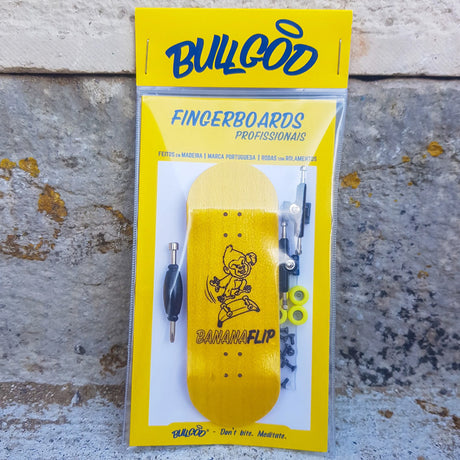 BULLGOD
FINGERBOARDS
PROFISSIONAIS
FEITOS EM MADEIRA | MARCA PORTUGUESA | RODAS COM ROLAMENTOS
BANANAFLIP
BULLGOD® - Don't bite. Meditate.